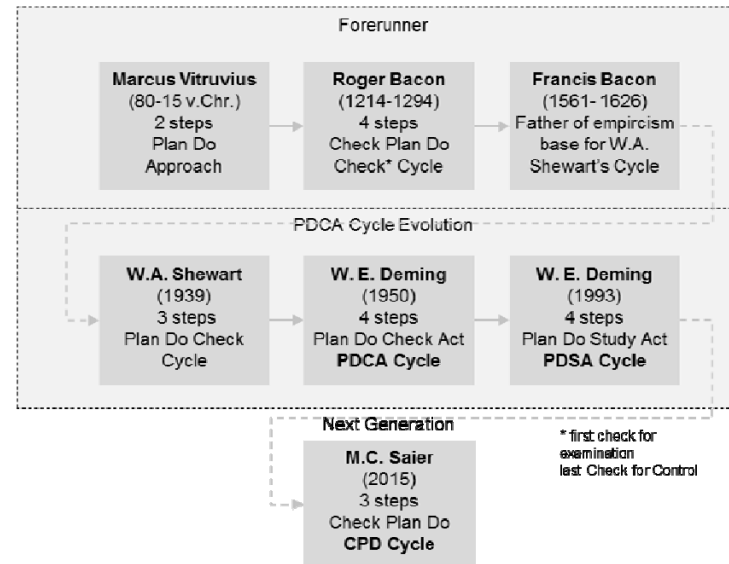 Forerunner
Marcus Vitruvius
(80-15 v.Chr.)
2 steps
Plan Do
Approach
Roger Bacon
(1214-1294)
4 steps
Check Plan Do
Check* Cycle
Francis Bacon
(1561- 1626)
Father of empircism
base for W.A.
Shewart's Cycle
PDCA Cycle Evolution
W.A. Shewart
(1939)
3 steps
Plan Do Check
Cycle
W. E. Deming
(1950)
4 steps
Plan Do Check Act
PDCA Cycle
W. E. Deming
(1993)
4 steps
Plan Do Study Act
PDSA Cycle
Next Generation
M.C. Saier
(2015)
3 steps
Check Plan Do
CPD Cycle
* first check for
examination
last Check for Control